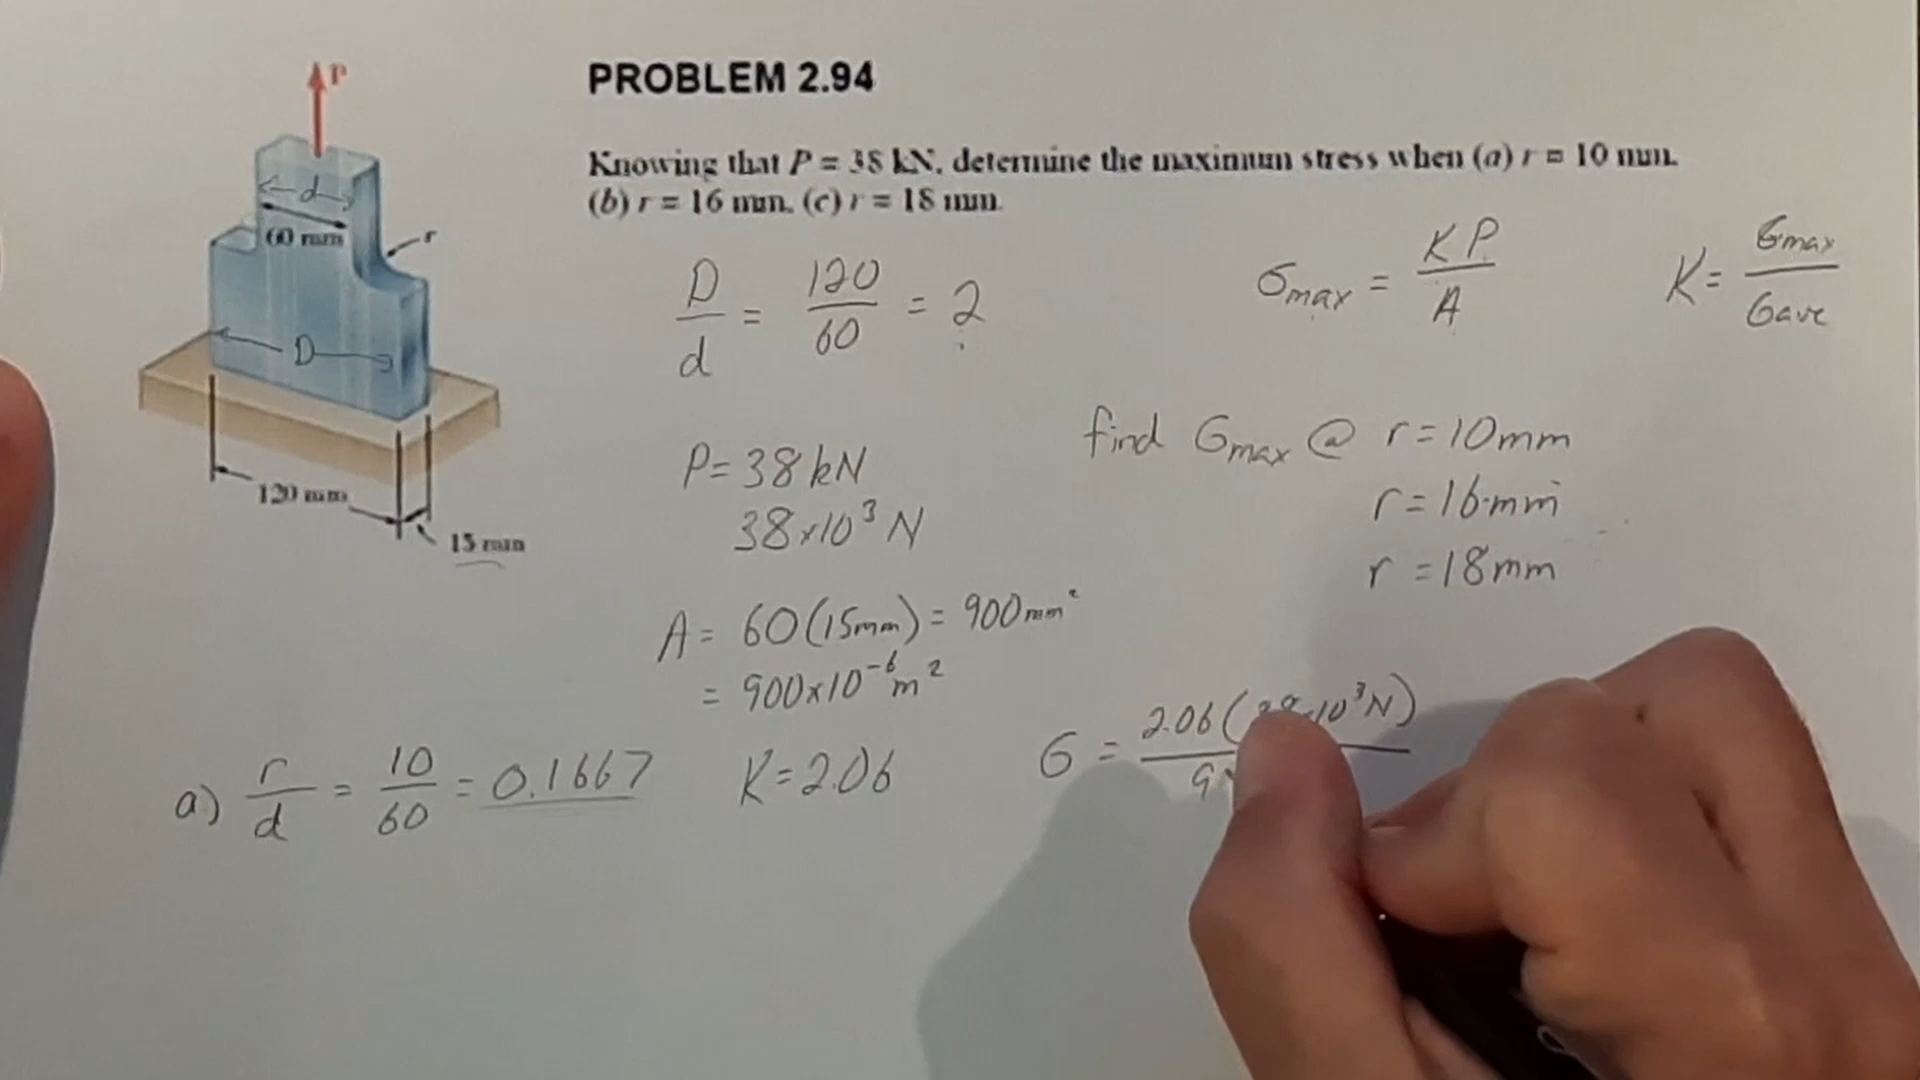 P
PROBLEM 2.94
Knowing that P = 38 kN, determine the maximum stress when (a) r = 10 mm,
(b) r = 16 mm, (c) r = 18 mm.
d
60 mm
r
D
120 mm
15 mm
D/d = 120/60 = 2
σmax = KP/A
K = σmax/σave
P = 38 kN
38×10³ N
find σmax @ r = 10mm
r = 16mm
r = 18mm
A = 60(15mm) = 900mm²
= 900×10⁻⁶ m²
a) r/d = 10/60 = 0.1667 K = 2.06
σ = 2.06(10³N)
9